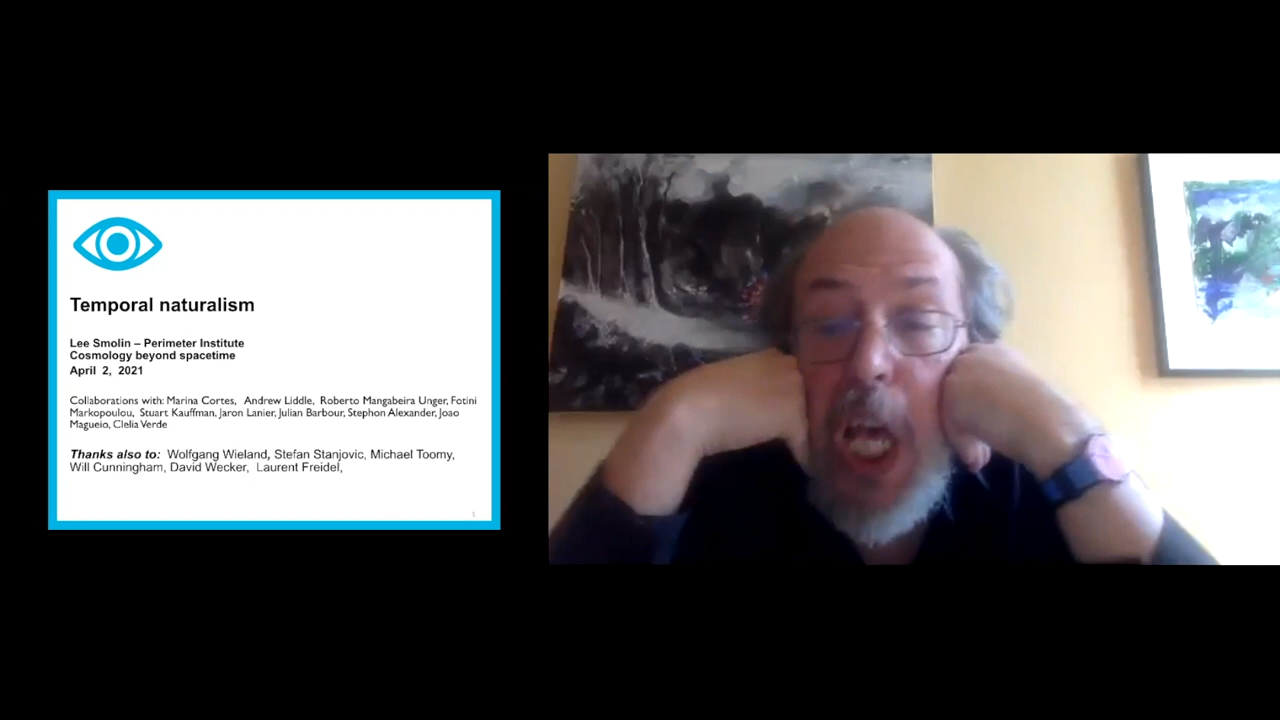 Temporal naturalism
Lee Smolin – Perimeter Institute
Cosmology beyond spacetime
April 2, 2021
Collaborations with: Marina Cortes, Andrew Liddle, Roberto Mangabeira Unger, Fotini
Markopoulou, Stuart Kauffman, Jaron Lanier, Julian Barbour, Stephon Alexander, Joao
Magueio, Clelia Verde
Thanks also to: Wolfgang Wieland, Stefan Stanjovic, Michael Toomy,
Will Cunningham, David Wecker, Laurent Freidel,
1